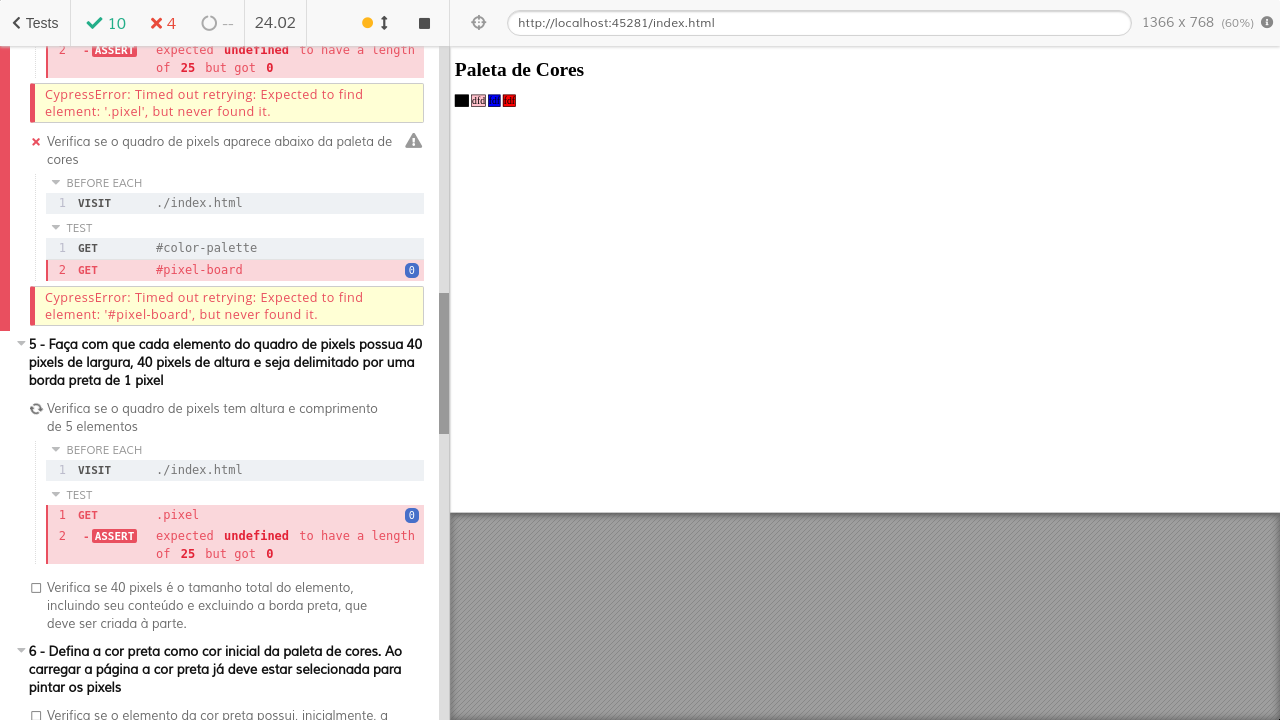 Tests 10 4 -- 24.02 http://localhost:45281/index.html 1366 x 768 (60%)
2 - ASSERT expected undefined to have a length
of 25 but got 0
CypressError: Timed out retrying: Expected to find
element: '.pixel', but never found it.
Verifica se o quadro de pixels aparece abaixo da paleta de
cores
BEFORE EACH
1 VISIT ./index.html
TEST
1 GET #color-palette
2 GET #pixel-board 0
CypressError: Timed out retrying: Expected to find
element: '#pixel-board', but never found it.
5 - Faça com que cada elemento do quadro de pixels possua 40
pixels de largura, 40 pixels de altura e seja delimitado por uma
borda preta de 1 pixel
Verifica se o quadro de pixels tem altura e comprimento
de 5 elementos
BEFORE EACH
1 VISIT ./index.html
TEST
1 GET .pixel 0
2 - ASSERT expected undefined to have a length
of 25 but got 0
Verifica se 40 pixels é o tamanho total do elemento,
incluindo seu conteúdo e excluindo a borda preta, que
deve ser criada à parte.
6 - Defina a cor preta como cor inicial da paleta de cores. Ao
carregar a página a cor preta já deve estar selecionada para
pintar os pixels
Verifica se o elemento da cor preta possui, inicialmente, a
Paleta de Cores
dfd